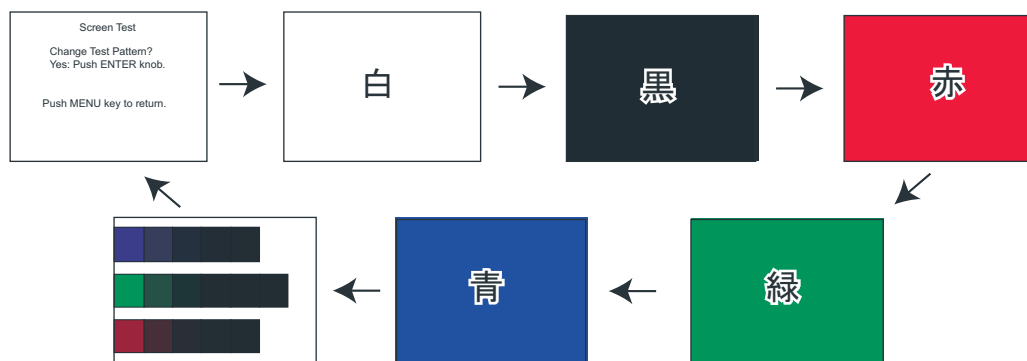 Screen Test
Change Test Pattern?
Yes: Push ENTER knob.
Push MENU key to return.
白
黒
赤
緑
青